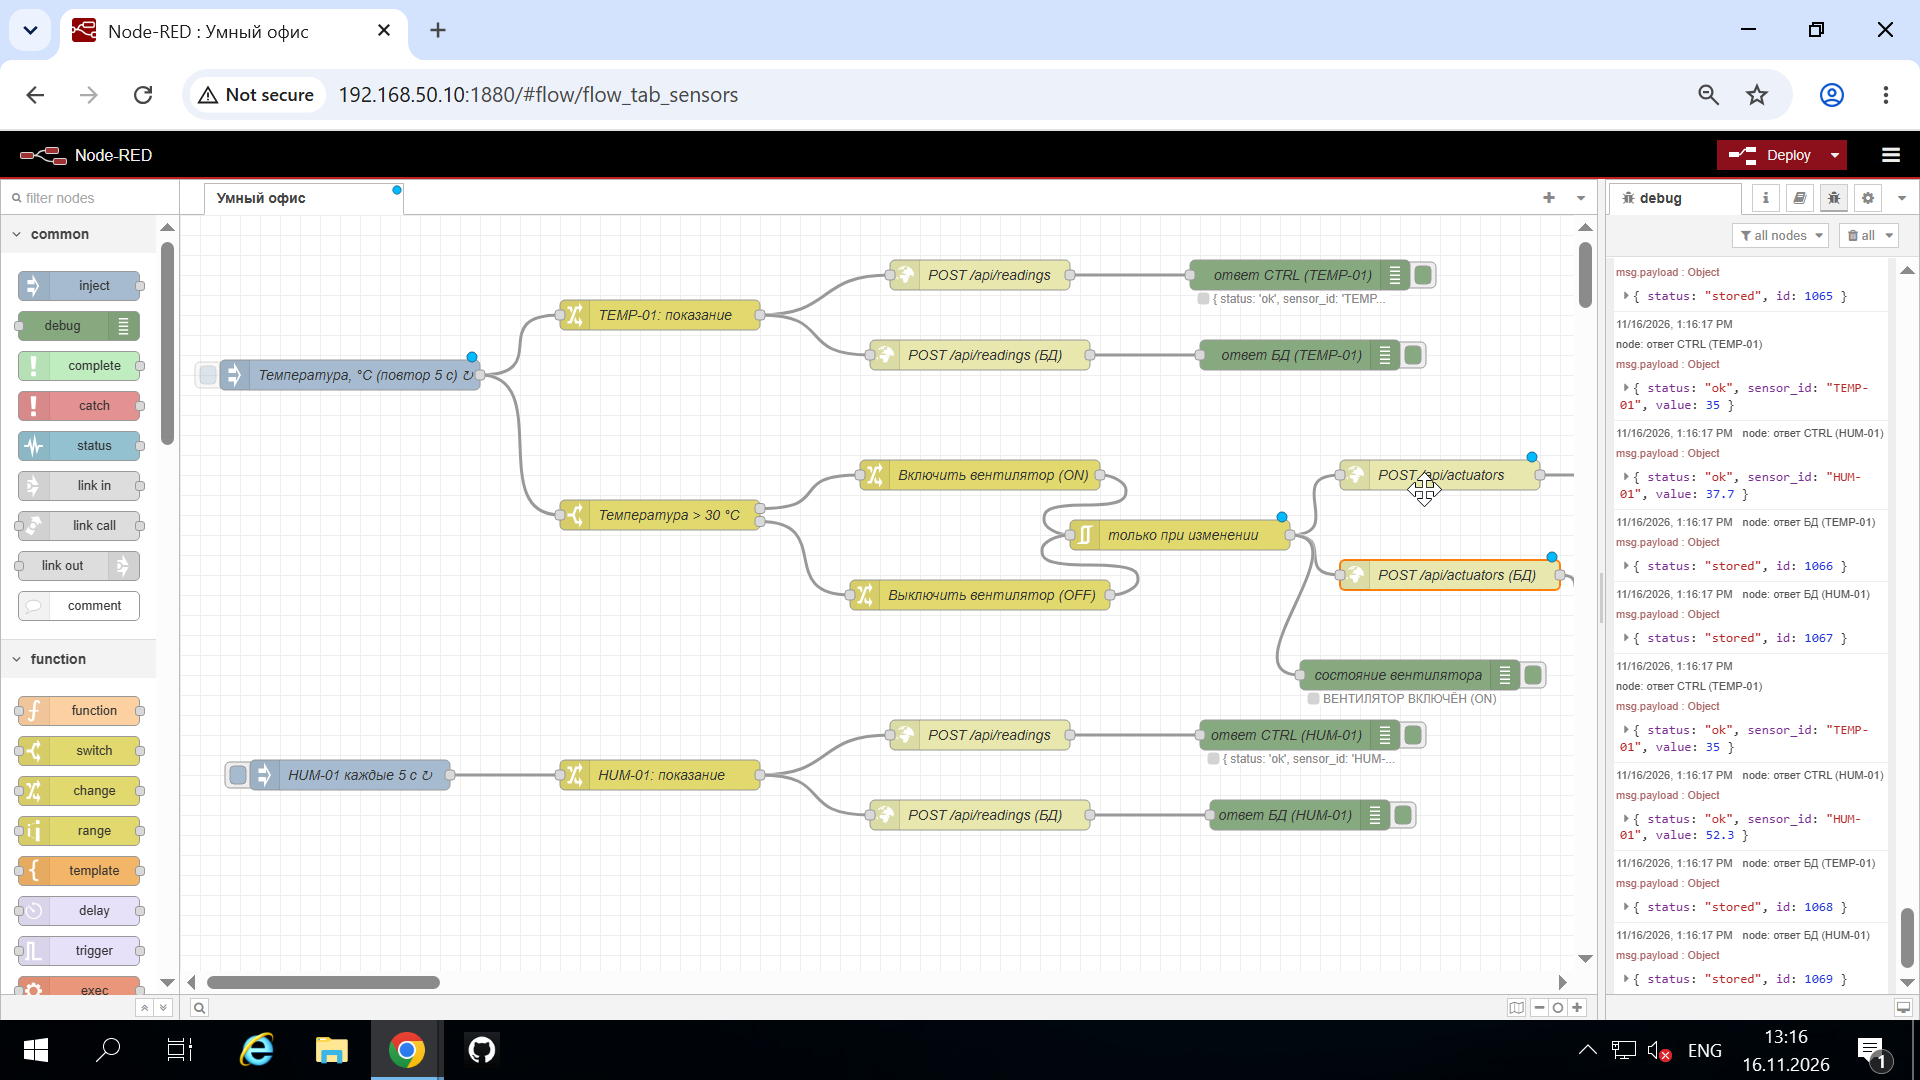 Node-RED : Умный офис
Not secure
192.168.50.10:1880/#flow/flow_tab_sensors
Node-RED
Deploy
filter nodes
Умный офис
debug
common
inject
debug
complete
catch
status
link in
link call
link out
comment
function
function
switch
change
range
template
delay
trigger
exec
POST /api/readings
ответ CTRL (TEMP-01)
{ status: 'ok', sensor_id: 'TEMP...
TEMP-01: показание
POST /api/readings (БД)
ответ БД (TEMP-01)
Температура, °C (повтор 5 с) ↻
Включить вентилятор (ON)
POST /api/actuators
Температура > 30 °C
только при изменении
POST /api/actuators (БД)
Выключить вентилятор (OFF)
состояние вентилятора
ВЕНТИЛЯТОР ВКЛЮЧЁН (ON)
POST /api/readings
ответ CTRL (HUM-01)
{ status: 'ok', sensor_id: 'HUM-...
HUM-01 каждые 5 с ↻
HUM-01: показание
POST /api/readings (БД)
ответ БД (HUM-01)
all nodes
all
msg.payload : Object
{ status: "stored", id: 1065 }
11/16/2026, 1:16:17 PM
node: ответ CTRL (TEMP-01)
msg.payload : Object
{ status: "ok", sensor_id: "TEMP-
01", value: 35 }
11/16/2026, 1:16:17 PM node: ответ CTRL (HUM-01)
msg.payload : Object
{ status: "ok", sensor_id: "HUM-
01", value: 37.7 }
11/16/2026, 1:16:17 PM node: ответ БД (TEMP-01)
msg.payload : Object
{ status: "stored", id: 1066 }
11/16/2026, 1:16:17 PM node: ответ БД (HUM-01)
msg.payload : Object
{ status: "stored", id: 1067 }
11/16/2026, 1:16:17 PM
node: ответ CTRL (TEMP-01)
msg.payload : Object
{ status: "ok", sensor_id: "TEMP-
01", value: 35 }
11/16/2026, 1:16:17 PM node: ответ CTRL (HUM-01)
msg.payload : Object
{ status: "ok", sensor_id: "HUM-
01", value: 52.3 }
11/16/2026, 1:16:17 PM node: ответ БД (TEMP-01)
msg.payload : Object
{ status: "stored", id: 1068 }
11/16/2026, 1:16:17 PM node: ответ БД (HUM-01)
msg.payload : Object
{ status: "stored", id: 1069 }
ENG
13:16
16.11.2026
1